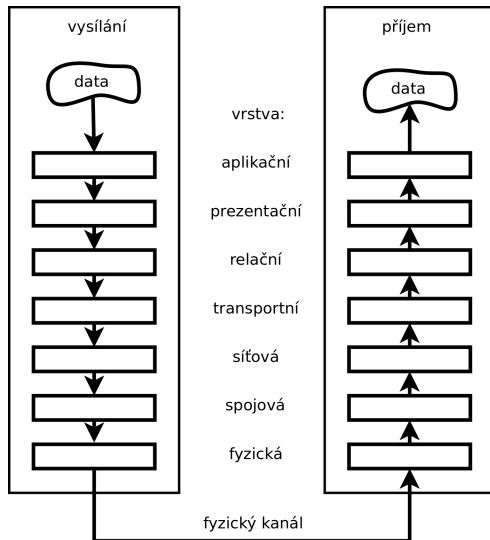 vysílání
příjem
data
data
vrstva:
aplikační
prezentační
relační
transportní
síťová
spojová
fyzická
fyzický kanál